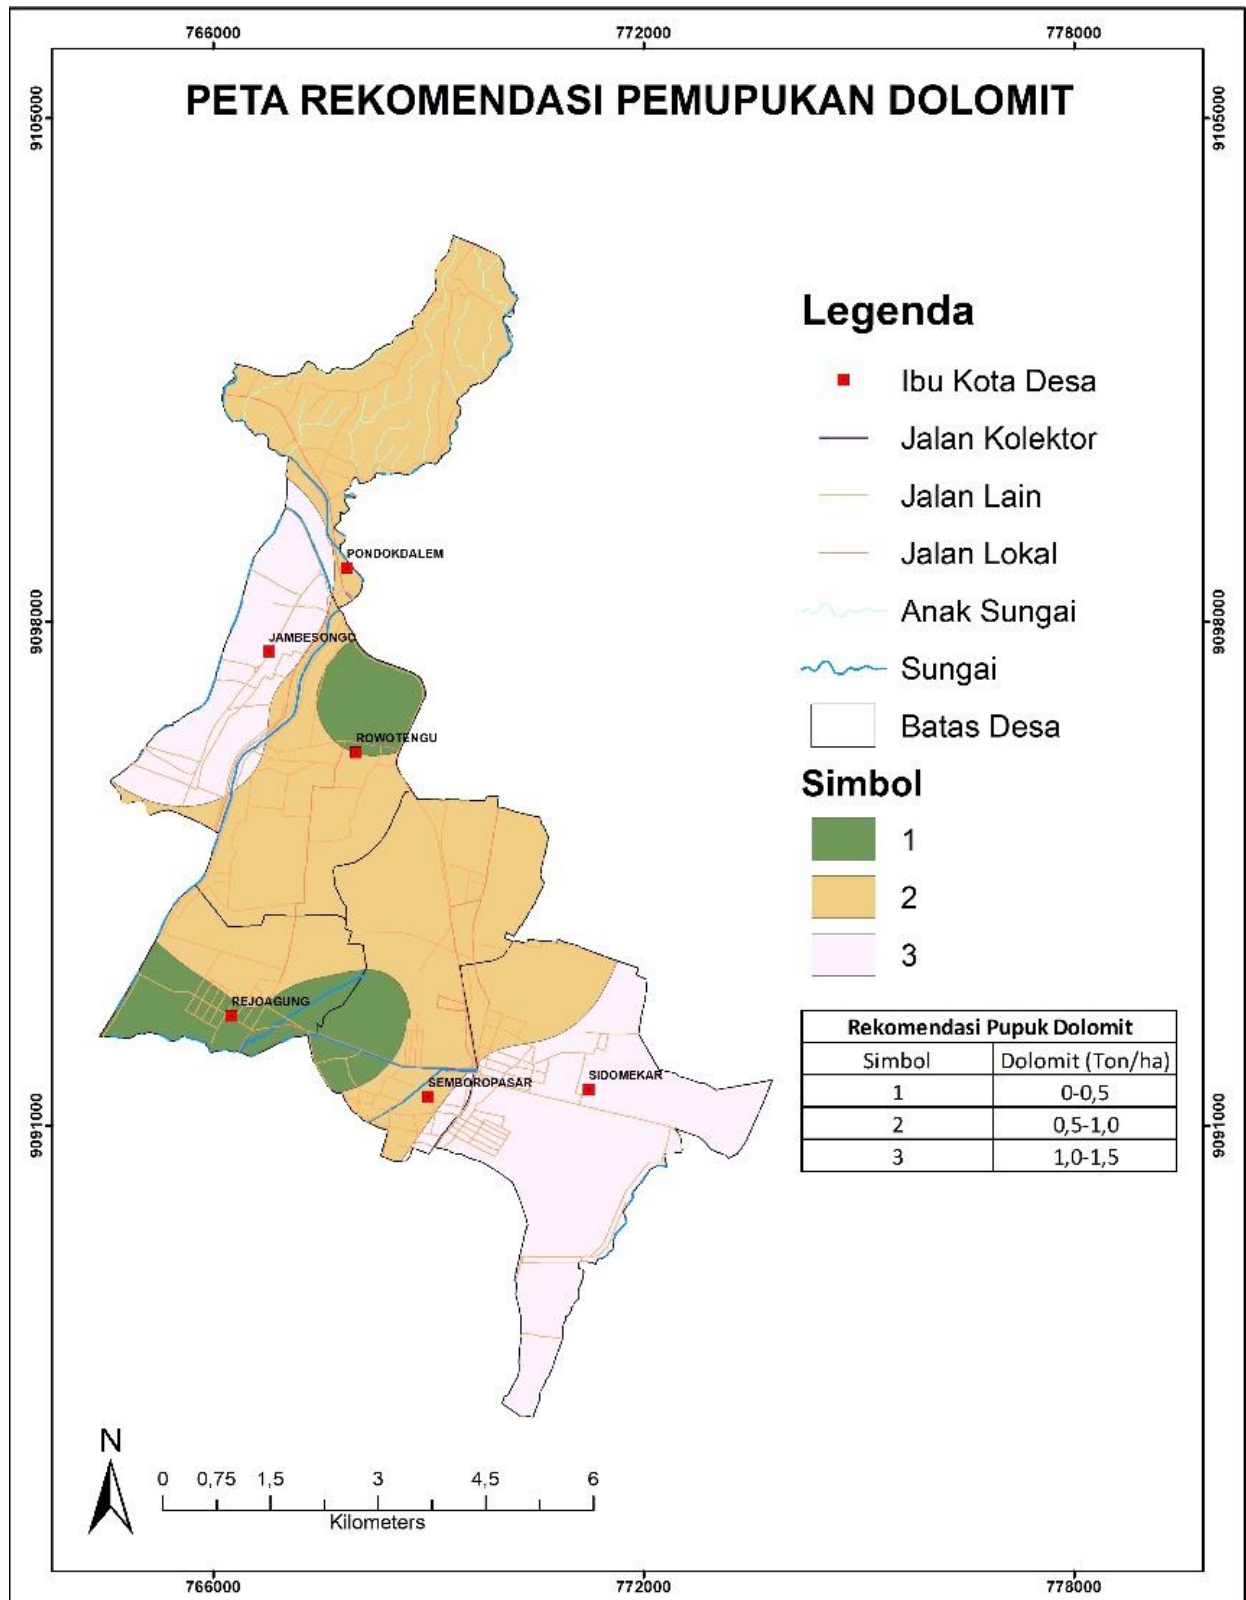 766000 772000 778000
9105000 9105000
PETA REKOMENDASI PEMUPUKAN DOLOMIT
Legenda
Ibu Kota Desa
Jalan Kolektor
Jalan Lain
Jalan Lokal
Anak Sungai
Sungai
Batas Desa
PONDOKDALEM
9098000 9098000
JAMBESONGO
ROWOTENGU
Simbol
1
2
3
REJOAGUNG
SEMBOROPASAR
SIDOMEKAR
Rekomendasi Pupuk Dolomit
Simbol Dolomit (Ton/ha)
1 0-0,5
2 0,5-1,0
3 1,0-1,5
9091000 9091000
N
0 0,75 1,5 3 4,5 6
Kilometers
766000 772000 778000